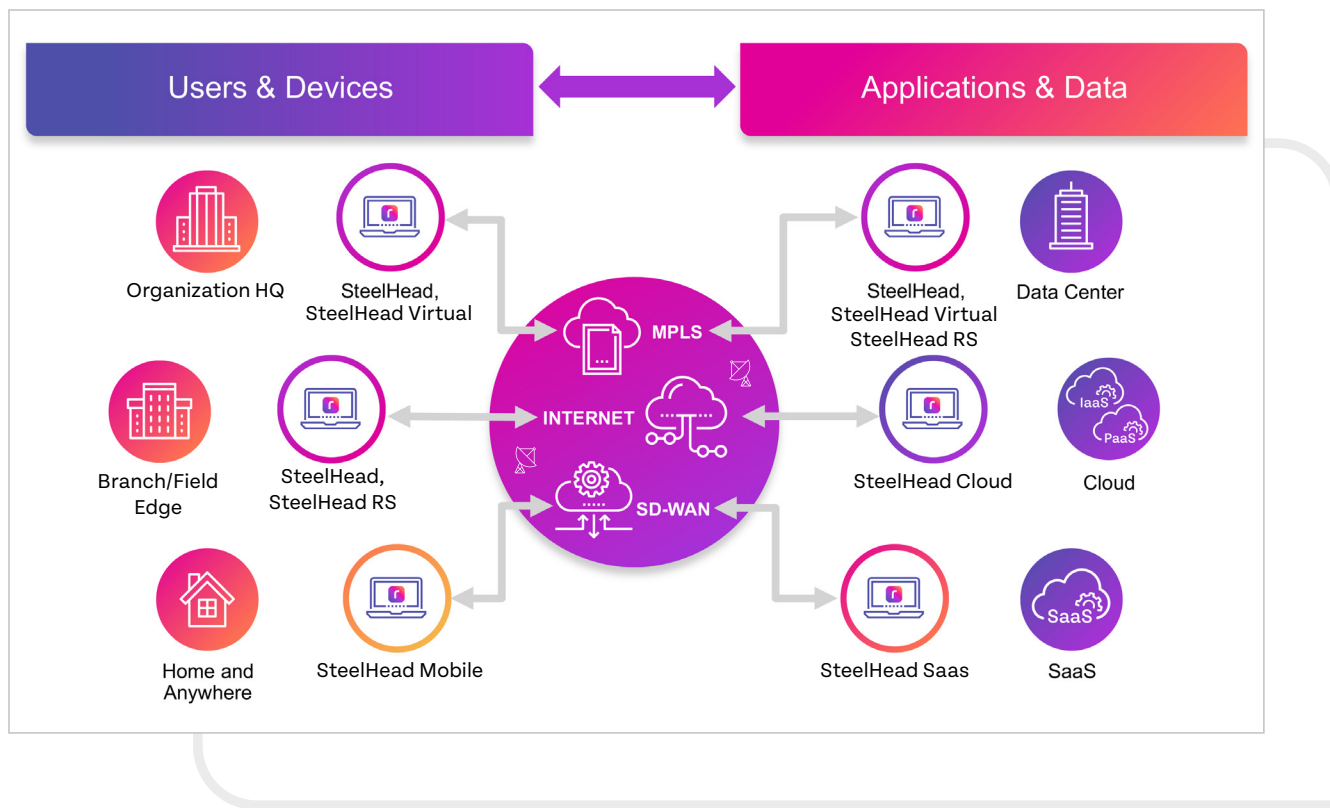 Users & Devices
Applications & Data
Organization HQ
SteelHead,
SteelHead Virtual
SteelHead,
SteelHead Virtual
SteelHead RS
Data Center
MPLS
INTERNET
SD-WAN
Branch/Field
Edge
SteelHead,
SteelHead RS
SteelHead Cloud
IaaS
PaaS
Cloud
Home and
Anywhere
SteelHead Mobile
SteelHead Saas
SaaS
SaaS